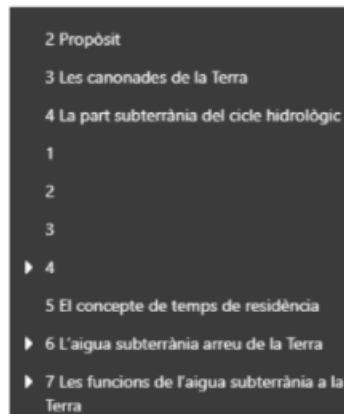 2 Propòsit
3 Les canonades de la Terra
4 La part subterrània del cicle hidrològic
1
2
3
4
5 El concepte de temps de residència
6 L'aigua subterrània arreu de la Terra
7 Les funcions de l'aigua subterrània a la
Terra